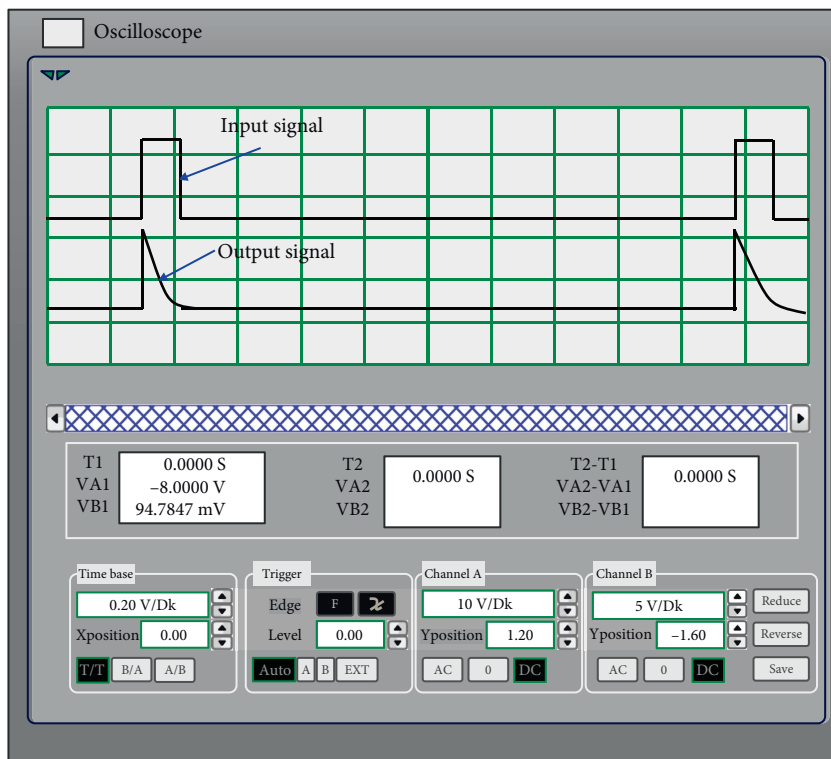 Oscilloscope
Input signal
Output signal
T1 0.0000 S
VA1 –8.0000 V
VB1 94.7847 mV
T2 0.0000 S
VA2
VB2
T2-T1 0.0000 S
VA2-VA1
VB2-VB1
Time base
0.20 V/Dk
Xposition 0.00
T/T B/A A/B
Trigger
Edge F
Level 0.00
Auto A B EXT
Channel A
10 V/Dk
Yposition 1.20
AC 0 DC
Channel B
5 V/Dk
Yposition –1.60
AC 0 DC
Reduce
Reverse
Save